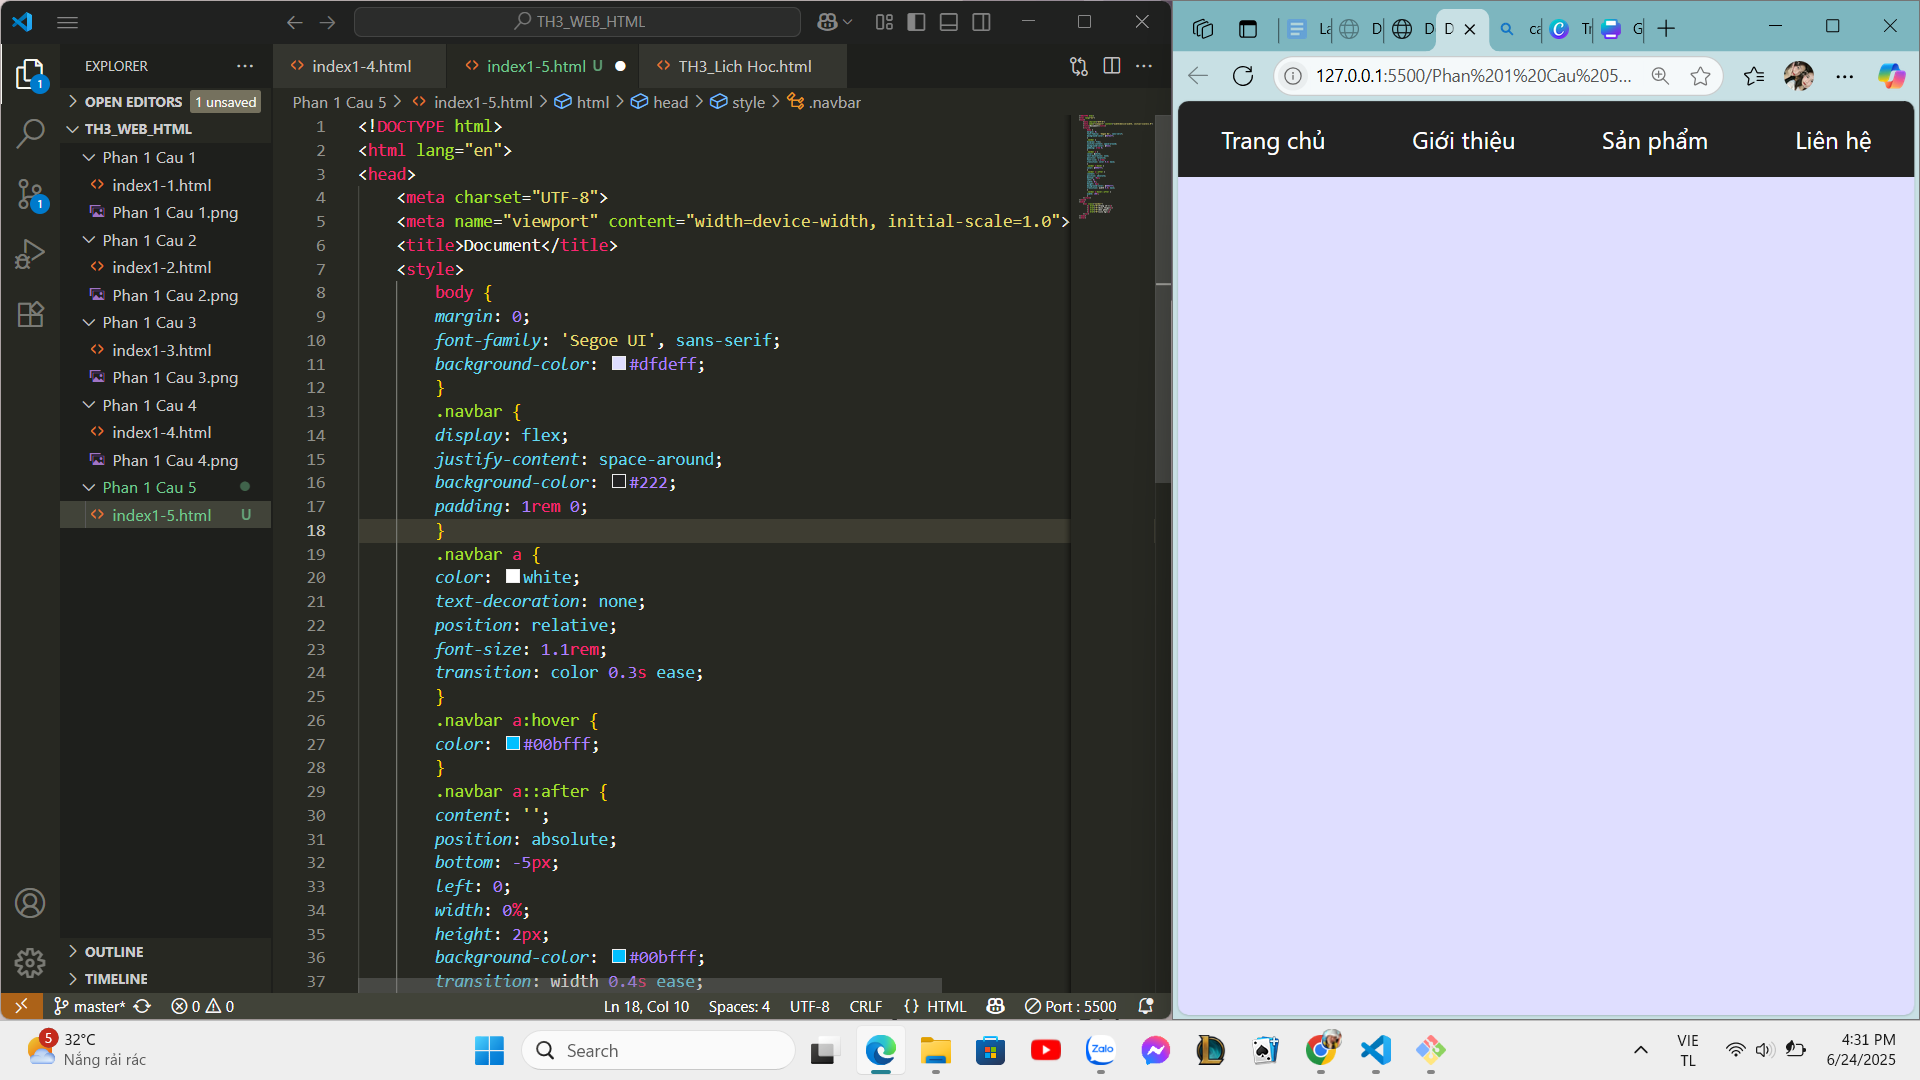 TH3_WEB_HTML
EXPLORER
index1-4.html
index1-5.html U
TH3_Lich Hoc.html
OPEN EDITORS 1 unsaved
TH3_WEB_HTML
Phan 1 Cau 1
index1-1.html
Phan 1 Cau 1.png
Phan 1 Cau 2
index1-2.html
Phan 1 Cau 2.png
Phan 1 Cau 3
index1-3.html
Phan 1 Cau 3.png
Phan 1 Cau 4
index1-4.html
Phan 1 Cau 4.png
Phan 1 Cau 5
index1-5.html U
OUTLINE
TIMELINE
1
1
Phan 1 Cau 5 > index1-5.html > html > head > style > .navbar
1 <!DOCTYPE html>
2 <html lang="en">
3 <head>
4 <meta charset="UTF-8">
5 <meta name="viewport" content="width=device-width, initial-scale=1.0">
6 <title>Document</title>
7 <style>
8 body {
9 margin: 0;
10 font-family: 'Segoe UI', sans-serif;
11 background-color: #dfdeff;
12 }
13 .navbar {
14 display: flex;
15 justify-content: space-around;
16 background-color: #222;
17 padding: 1rem 0;
18 }
19 .navbar a {
20 color: white;
21 text-decoration: none;
22 position: relative;
23 font-size: 1.1rem;
24 transition: color 0.3s ease;
25 }
26 .navbar a:hover {
27 color: #00bfff;
28 }
29 .navbar a::after {
30 content: '';
31 position: absolute;
32 bottom: -5px;
33 left: 0;
34 width: 0%;
35 height: 2px;
36 background-color: #00bfff;
37 transition: width 0.4s ease;
master* 0 0
Ln 18, Col 10 Spaces: 4 UTF-8 CRLF {} HTML Port : 5500
127.0.0.1:5500/Phan%201%20Cau%205...
Trang chủ Giới thiệu Sản phẩm Liên hệ
5 32°C
Nắng rải rác
Search
Zalo
VIE
TL
4:31 PM
6/24/2025